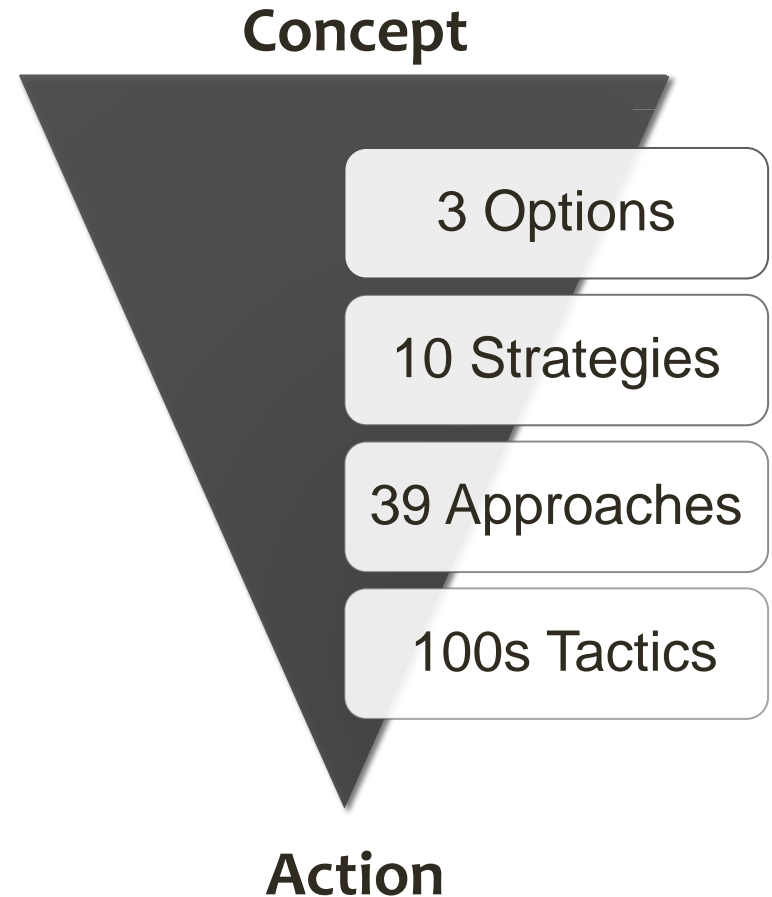 Concept
3 Options
10 Strategies
39 Approaches
100s Tactics
Action